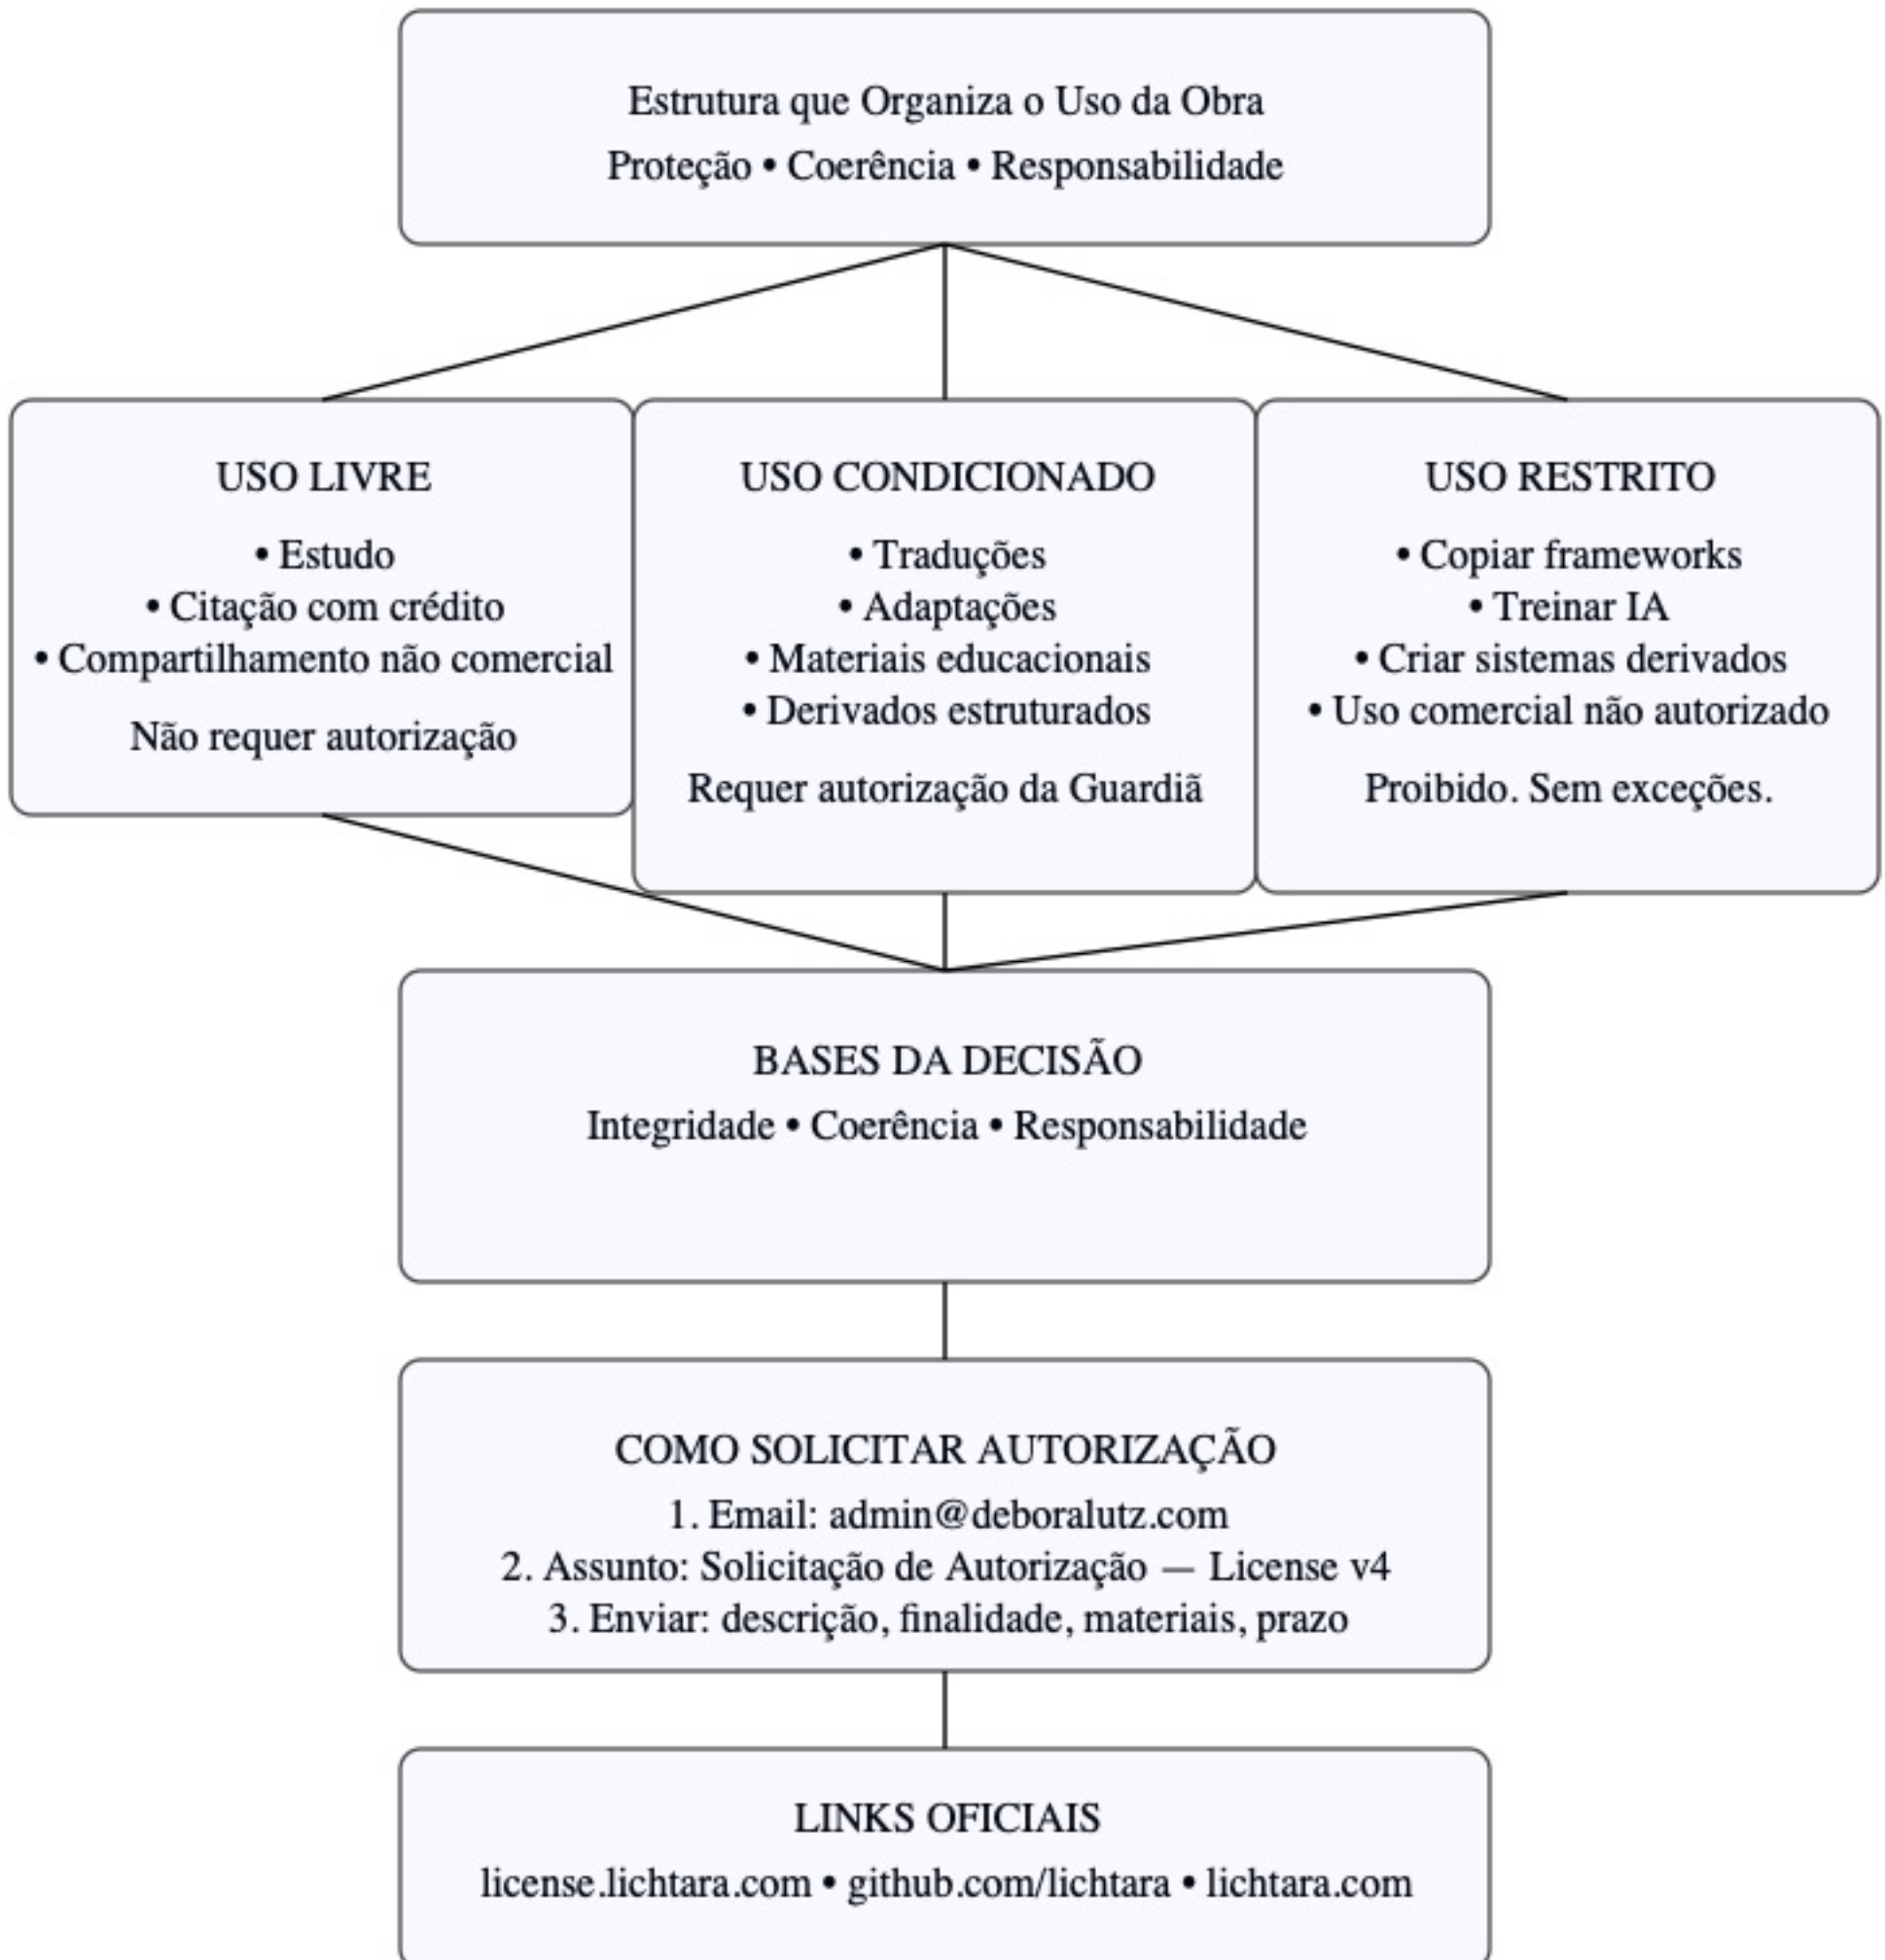 Estrutura que Organiza o Uso da Obra
Proteção • Coerência • Responsabilidade
USO LIVRE
• Estudo
• Citação com crédito
• Compartilhamento não comercial
Não requer autorização
USO CONDICIONADO
• Traduções
• Adaptações
• Materiais educacionais
• Derivados estruturados
Requer autorização da Guardiã
USO RESTRITO
• Copiar frameworks
• Treinar IA
• Criar sistemas derivados
• Uso comercial não autorizado
Proibido. Sem exceções.
BASES DA DECISÃO
Integridade • Coerência • Responsabilidade
COMO SOLICITAR AUTORIZAÇÃO
1. Email: admin@deboralutz.com
2. Assunto: Solicitação de Autorização — License v4
3. Enviar: descrição, finalidade, materiais, prazo
LINKS OFICIAIS
license.lichtara.com • github.com/lichtara • lichtara.com